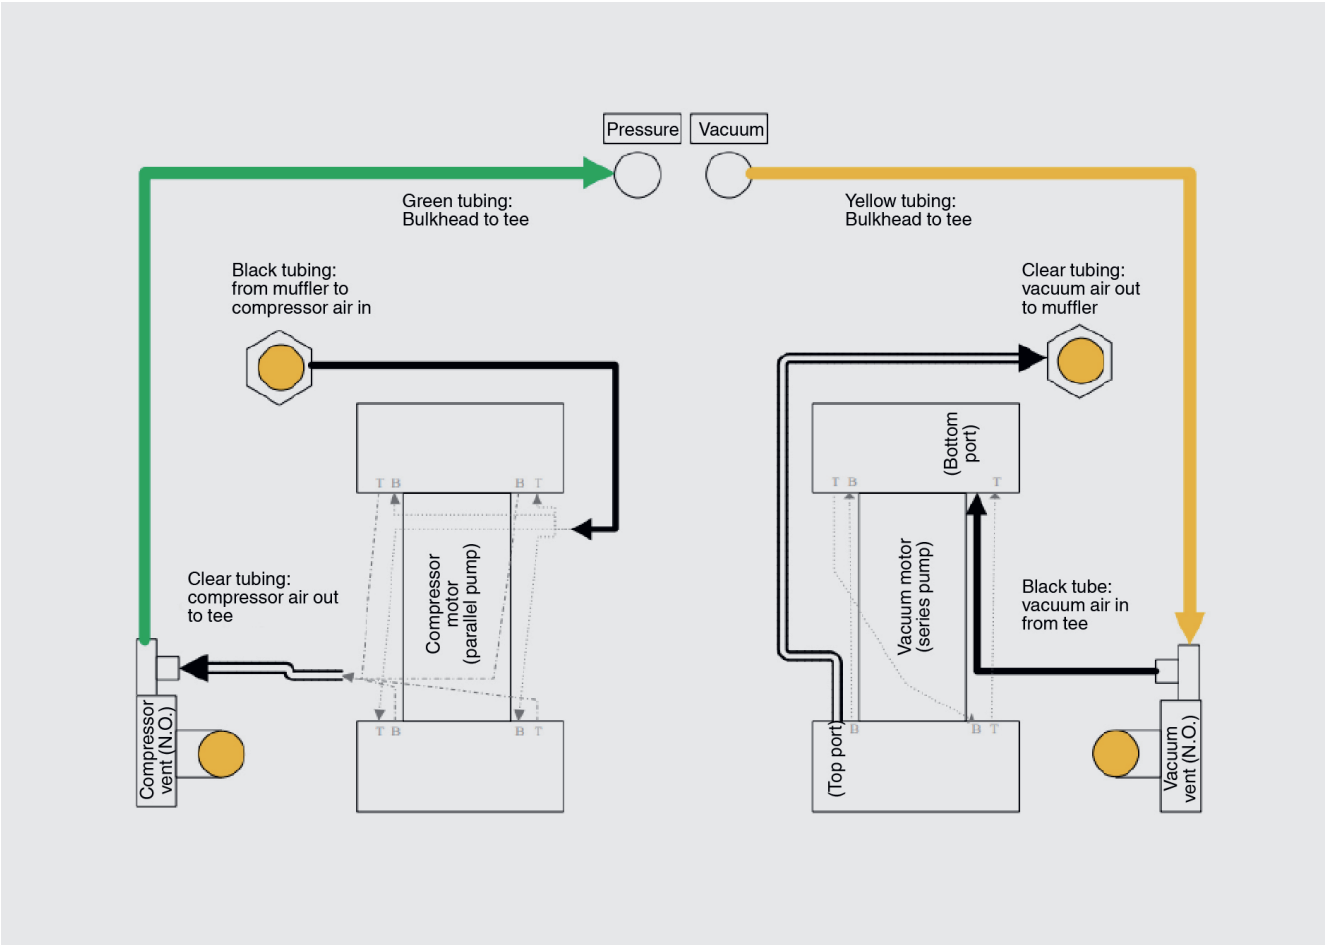 Pressure
Vacuum
Green tubing:
Bulkhead to tee
Yellow tubing:
Bulkhead to tee
Black tubing:
from muffler to
compressor air in
Clear tubing:
vacuum air out
to muffler
(Bottom
port)
T B
B T
T B
T
Compressor
motor
(parallel pump)
Vacuum motor
(series pump)
Clear tubing:
compressor air out
to tee
Black tube:
vacuum air in
from tee
Compressor
vent (N.O.)
T B
B T
(Top port)
B
B T
Vacuum
vent (N.O.)